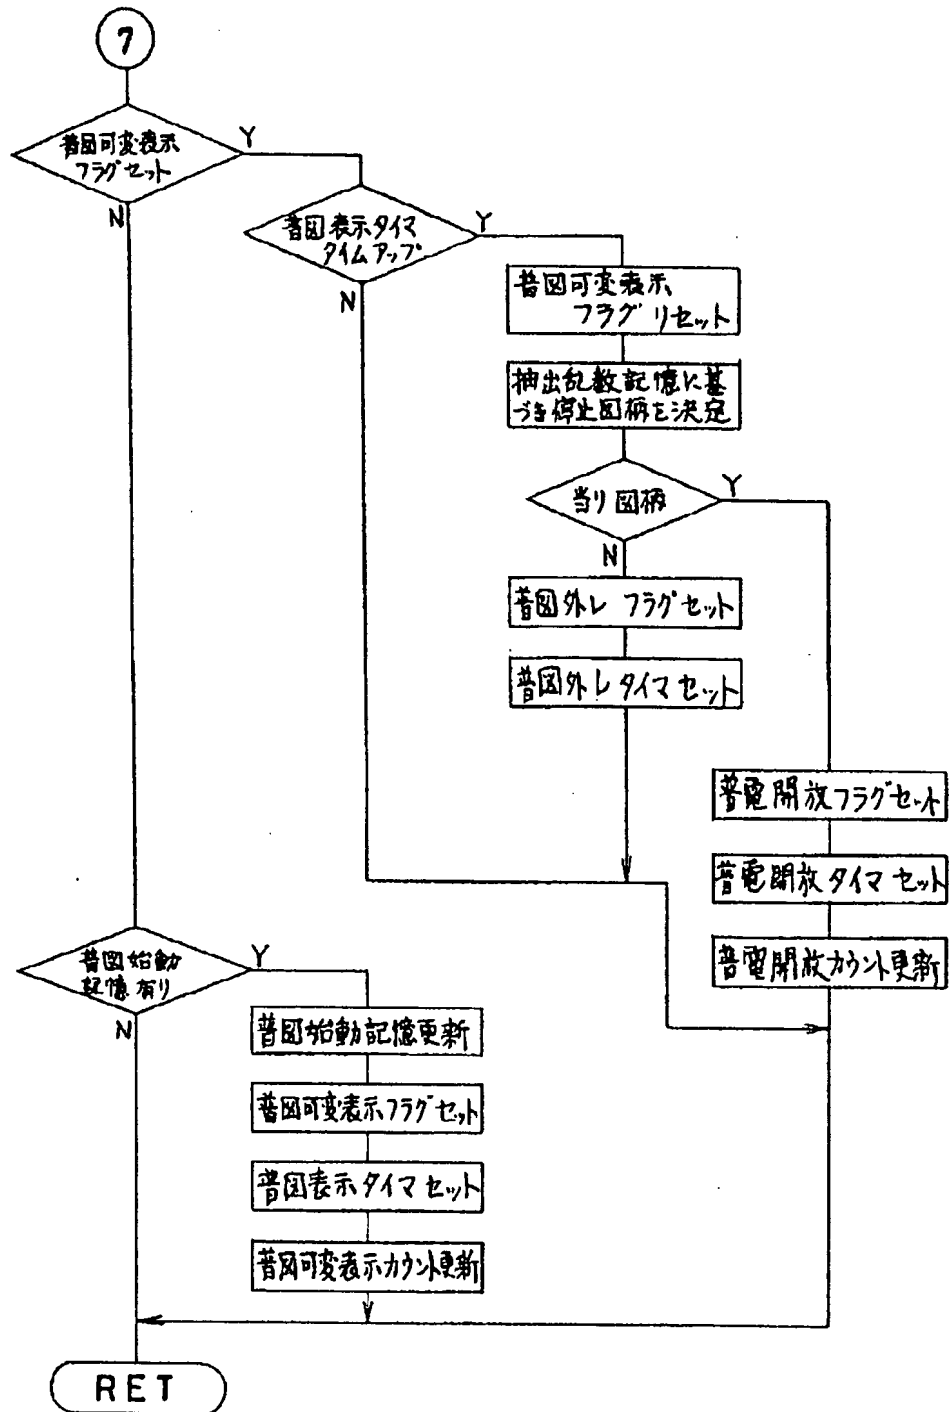 7
普図可変表示
フラグセット
Y
N
普図表示タイマ
タイムアップ
Y
N
普図可変表示
フラグリセット
抽出乱数記憶に基
づき停止図柄を決定
当り図柄
Y
N
普図外レフラグセット
普図外レタイマセット
普電開放フラグセット
普電開放タイマセット
普電開放カウント更新
普図始動
記憶有り
Y
N
普図始動記憶更新
普図可変表示フラグセット
普図表示タイマセット
普図可変表示カウント更新
RET